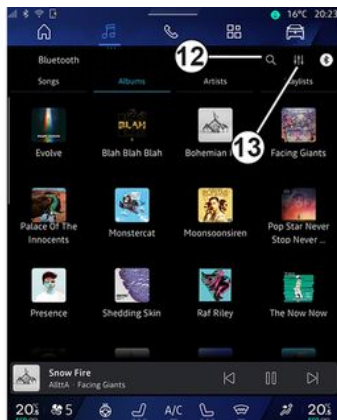 16°C 20:23
Bluetooth
12
Songs Albums Artists Playlists
13
Evolve Blah Blah Blah Bohemian Facing Giants
Palace Of The Innocents Monstercat Moonsoonsiren Pop Star Never Stop Never ...
Presence Shedding Skin Raf Riley The Now Now
Snow Fire
AllttA · Facing Giants
20 5 A/C 20